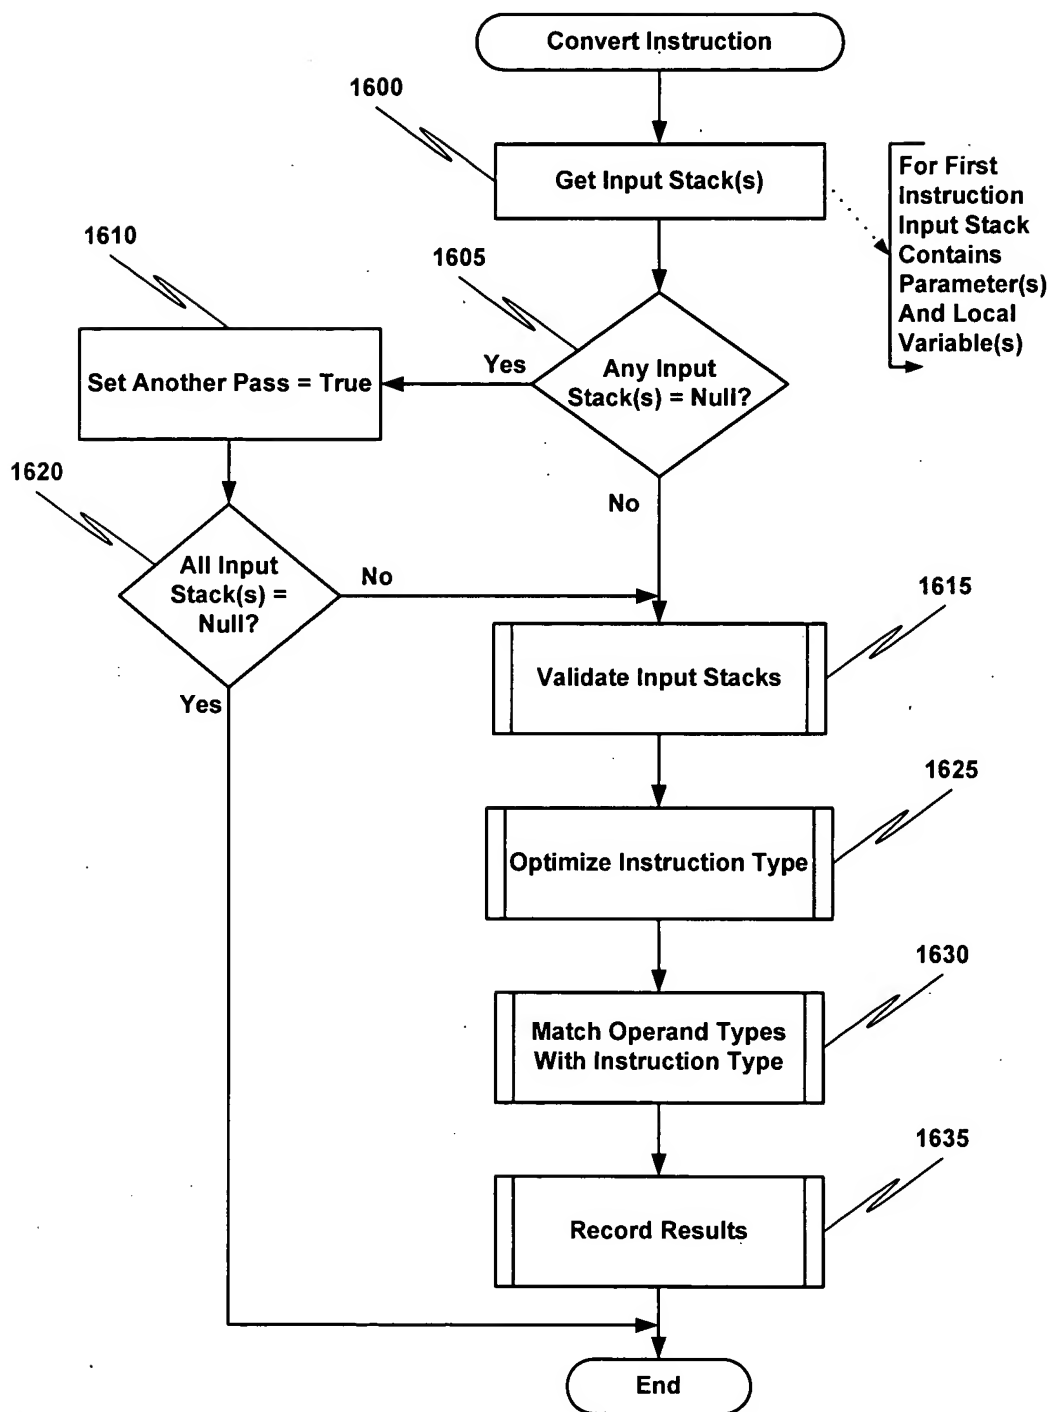 Convert Instruction
1600
Get Input Stack(s)
For First
Instruction
Input Stack
Contains
Parameter(s)
And Local
Variable(s)
1610
1605
Set Another Pass = True
Yes
Any Input
Stack(s) = Null?
1620
No
All Input
Stack(s) =
Null?
No
Yes
1615
Validate Input Stacks
1625
Optimize Instruction Type
1630
Match Operand Types
With Instruction Type
1635
Record Results
End